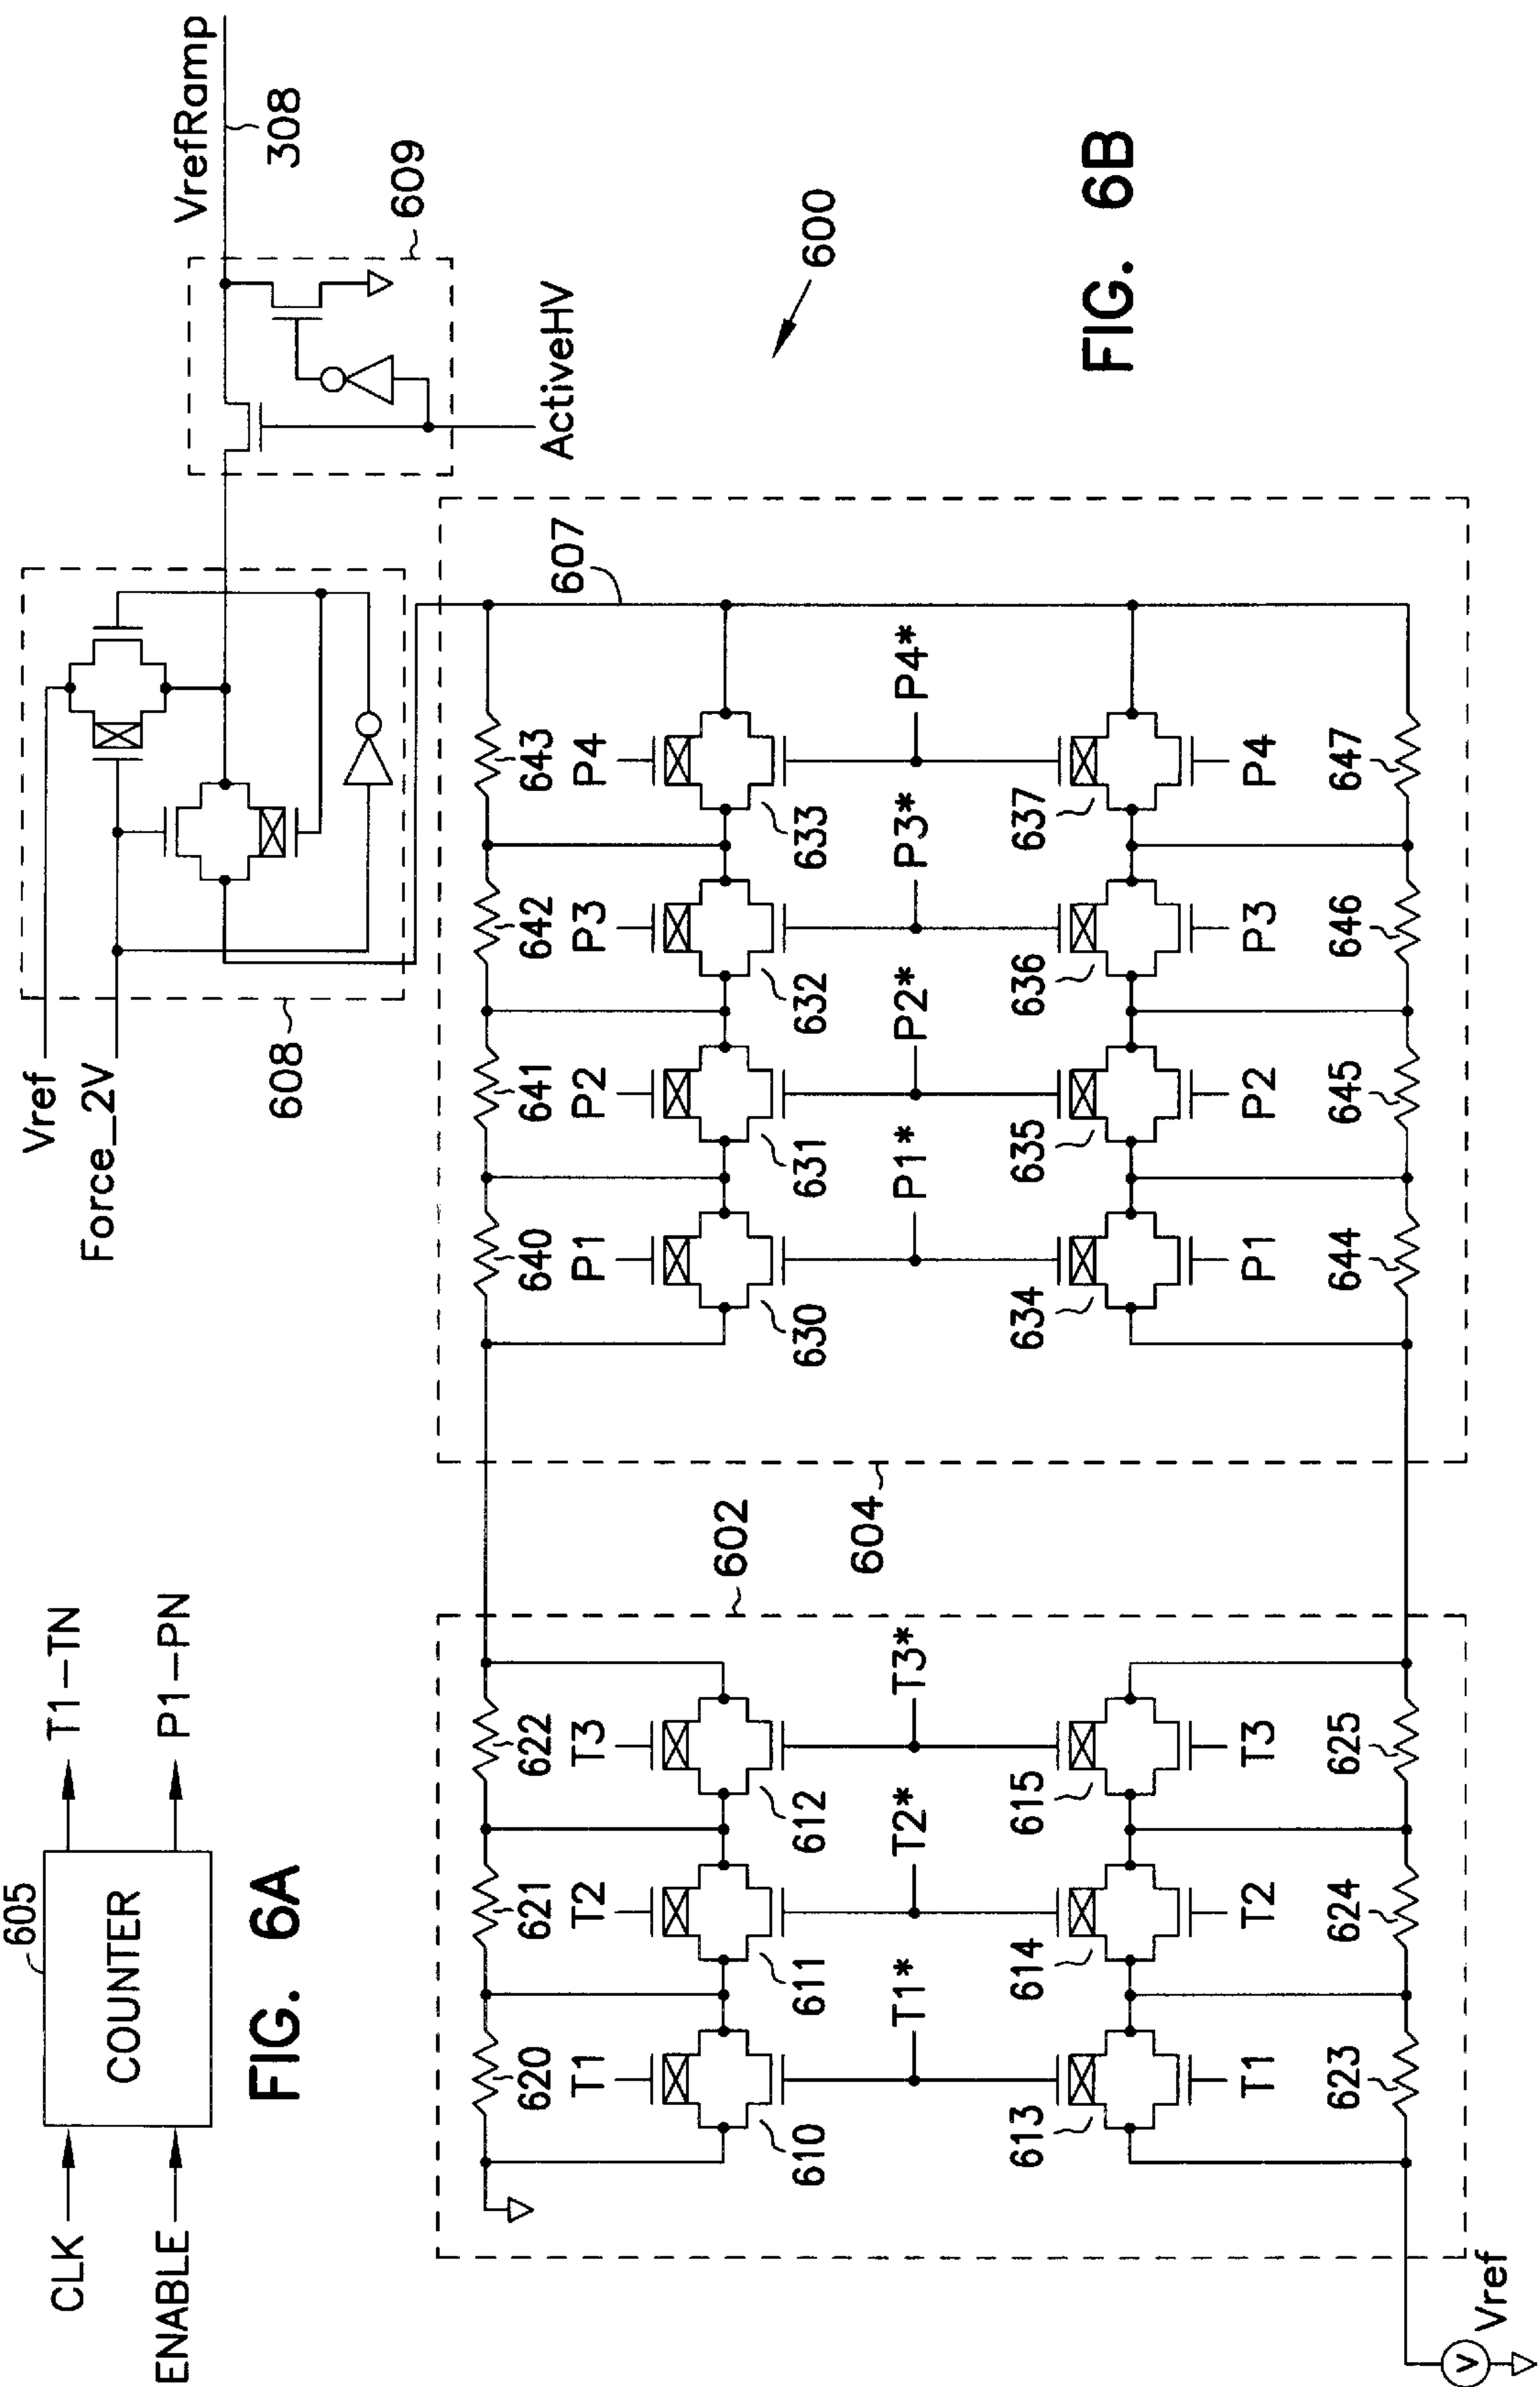 605
COUNTER
CLK
ENABLE
T1—TN
P1—PN
FIG. 6A
Vref
Force_2V
608
VrefRamp
308
609
ActiveHV
600
FIG. 6B
602
620
621
622
T1
T2
T3
610
611
612
T1*
T2*
T3*
613
614
615
T1
T2
T3
623
624
625
V
Vref
604
607
640
641
642
643
P1
P2
P3
P4
630
631
632
633
P1*
P2*
P3*
P4*
634
635
636
637
P1
P2
P3
P4
644
645
646
647